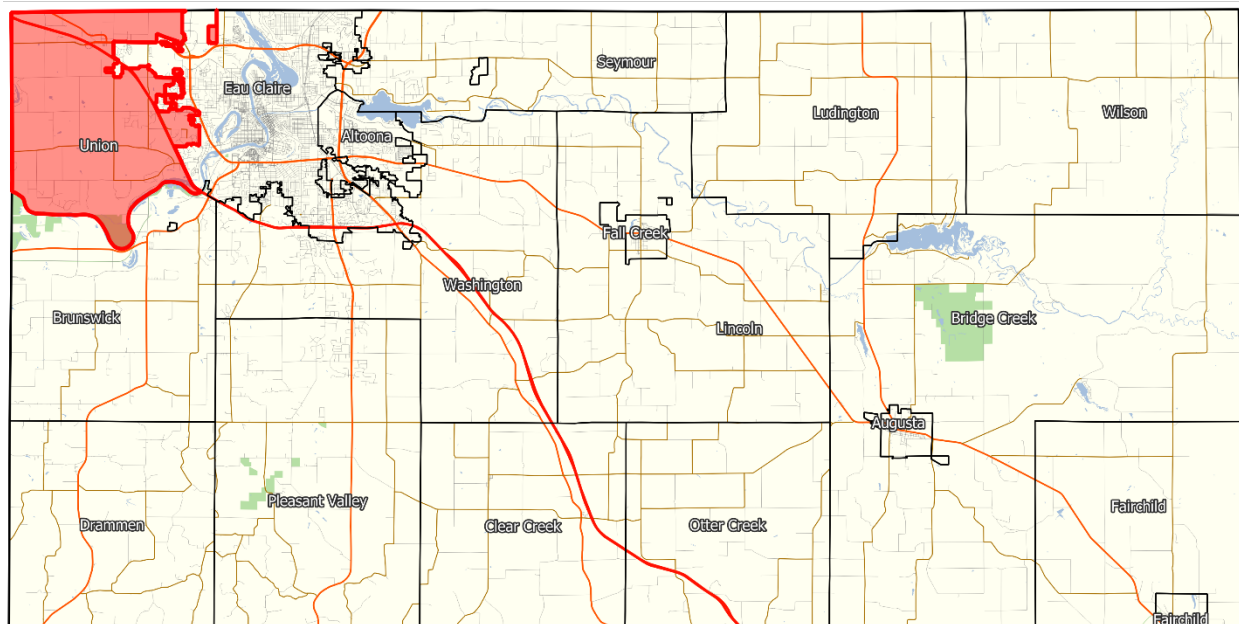 Seymour
Eau Claire
Ludington
Wilson
Altoona
Union
Fall Creek
Washington
Brunswick
Lincoln
Bridge Creek
Augusta
Pleasant Valley
Fairchild
Drammen
Clear Creek
Otter Creek
Fairchild